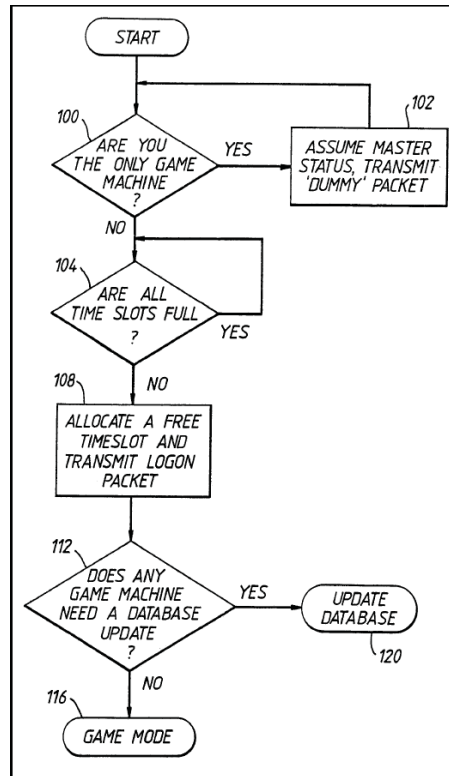 START
100
ARE YOU
THE ONLY GAME
MACHINE
?
YES
102
ASSUME MASTER
STATUS, TRANSMIT
'DUMMY' PACKET
NO
104
ARE ALL
TIME SLOTS FULL
?
YES
NO
108
ALLOCATE A FREE
TIMESLOT AND
TRANSMIT LOGON
PACKET
112
DOES ANY
GAME MACHINE
NEED A DATABASE
UPDATE
?
YES
UPDATE
DATABASE
120
NO
116
GAME MODE